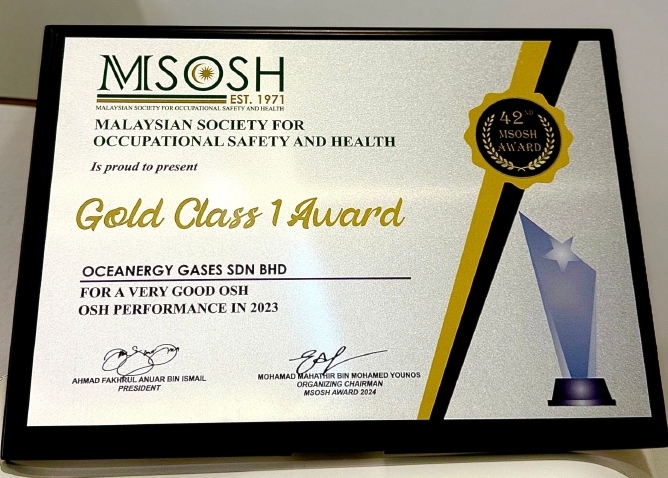 MSOSH
EST. 1971
MALAYSIAN SOCIETY FOR OCCUPATIONAL SAFETY AND HEALTH
MALAYSIAN SOCIETY FOR
OCCUPATIONAL SAFETY AND HEALTH
Is proud to present
Gold Class 1 Award
OCEANERGY GASES SDN BHD
FOR A VERY GOOD OSH
OSH PERFORMANCE IN 2023
AHMAD FAKHRUL ANUAR BIN ISMAIL
PRESIDENT
MOHAMAD MAHATHIR BIN MOHAMED YOUNOS
ORGANIZING CHAIRMAN
MSOSH AWARD 2024
42ND
MSOSH
AWARD